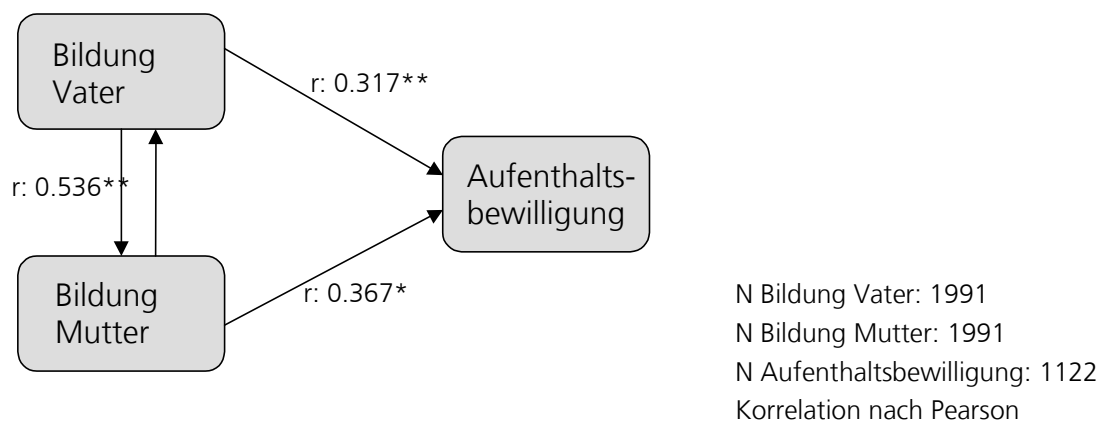 Bildung
Vater
r: 0.317**
Aufenthalts-
bewilligung
r: 0.536**
Bildung
Mutter
r: 0.367*
N Bildung Vater: 1991
N Bildung Mutter: 1991
N Aufenthaltsbewilligung: 1122
Korrelation nach Pearson